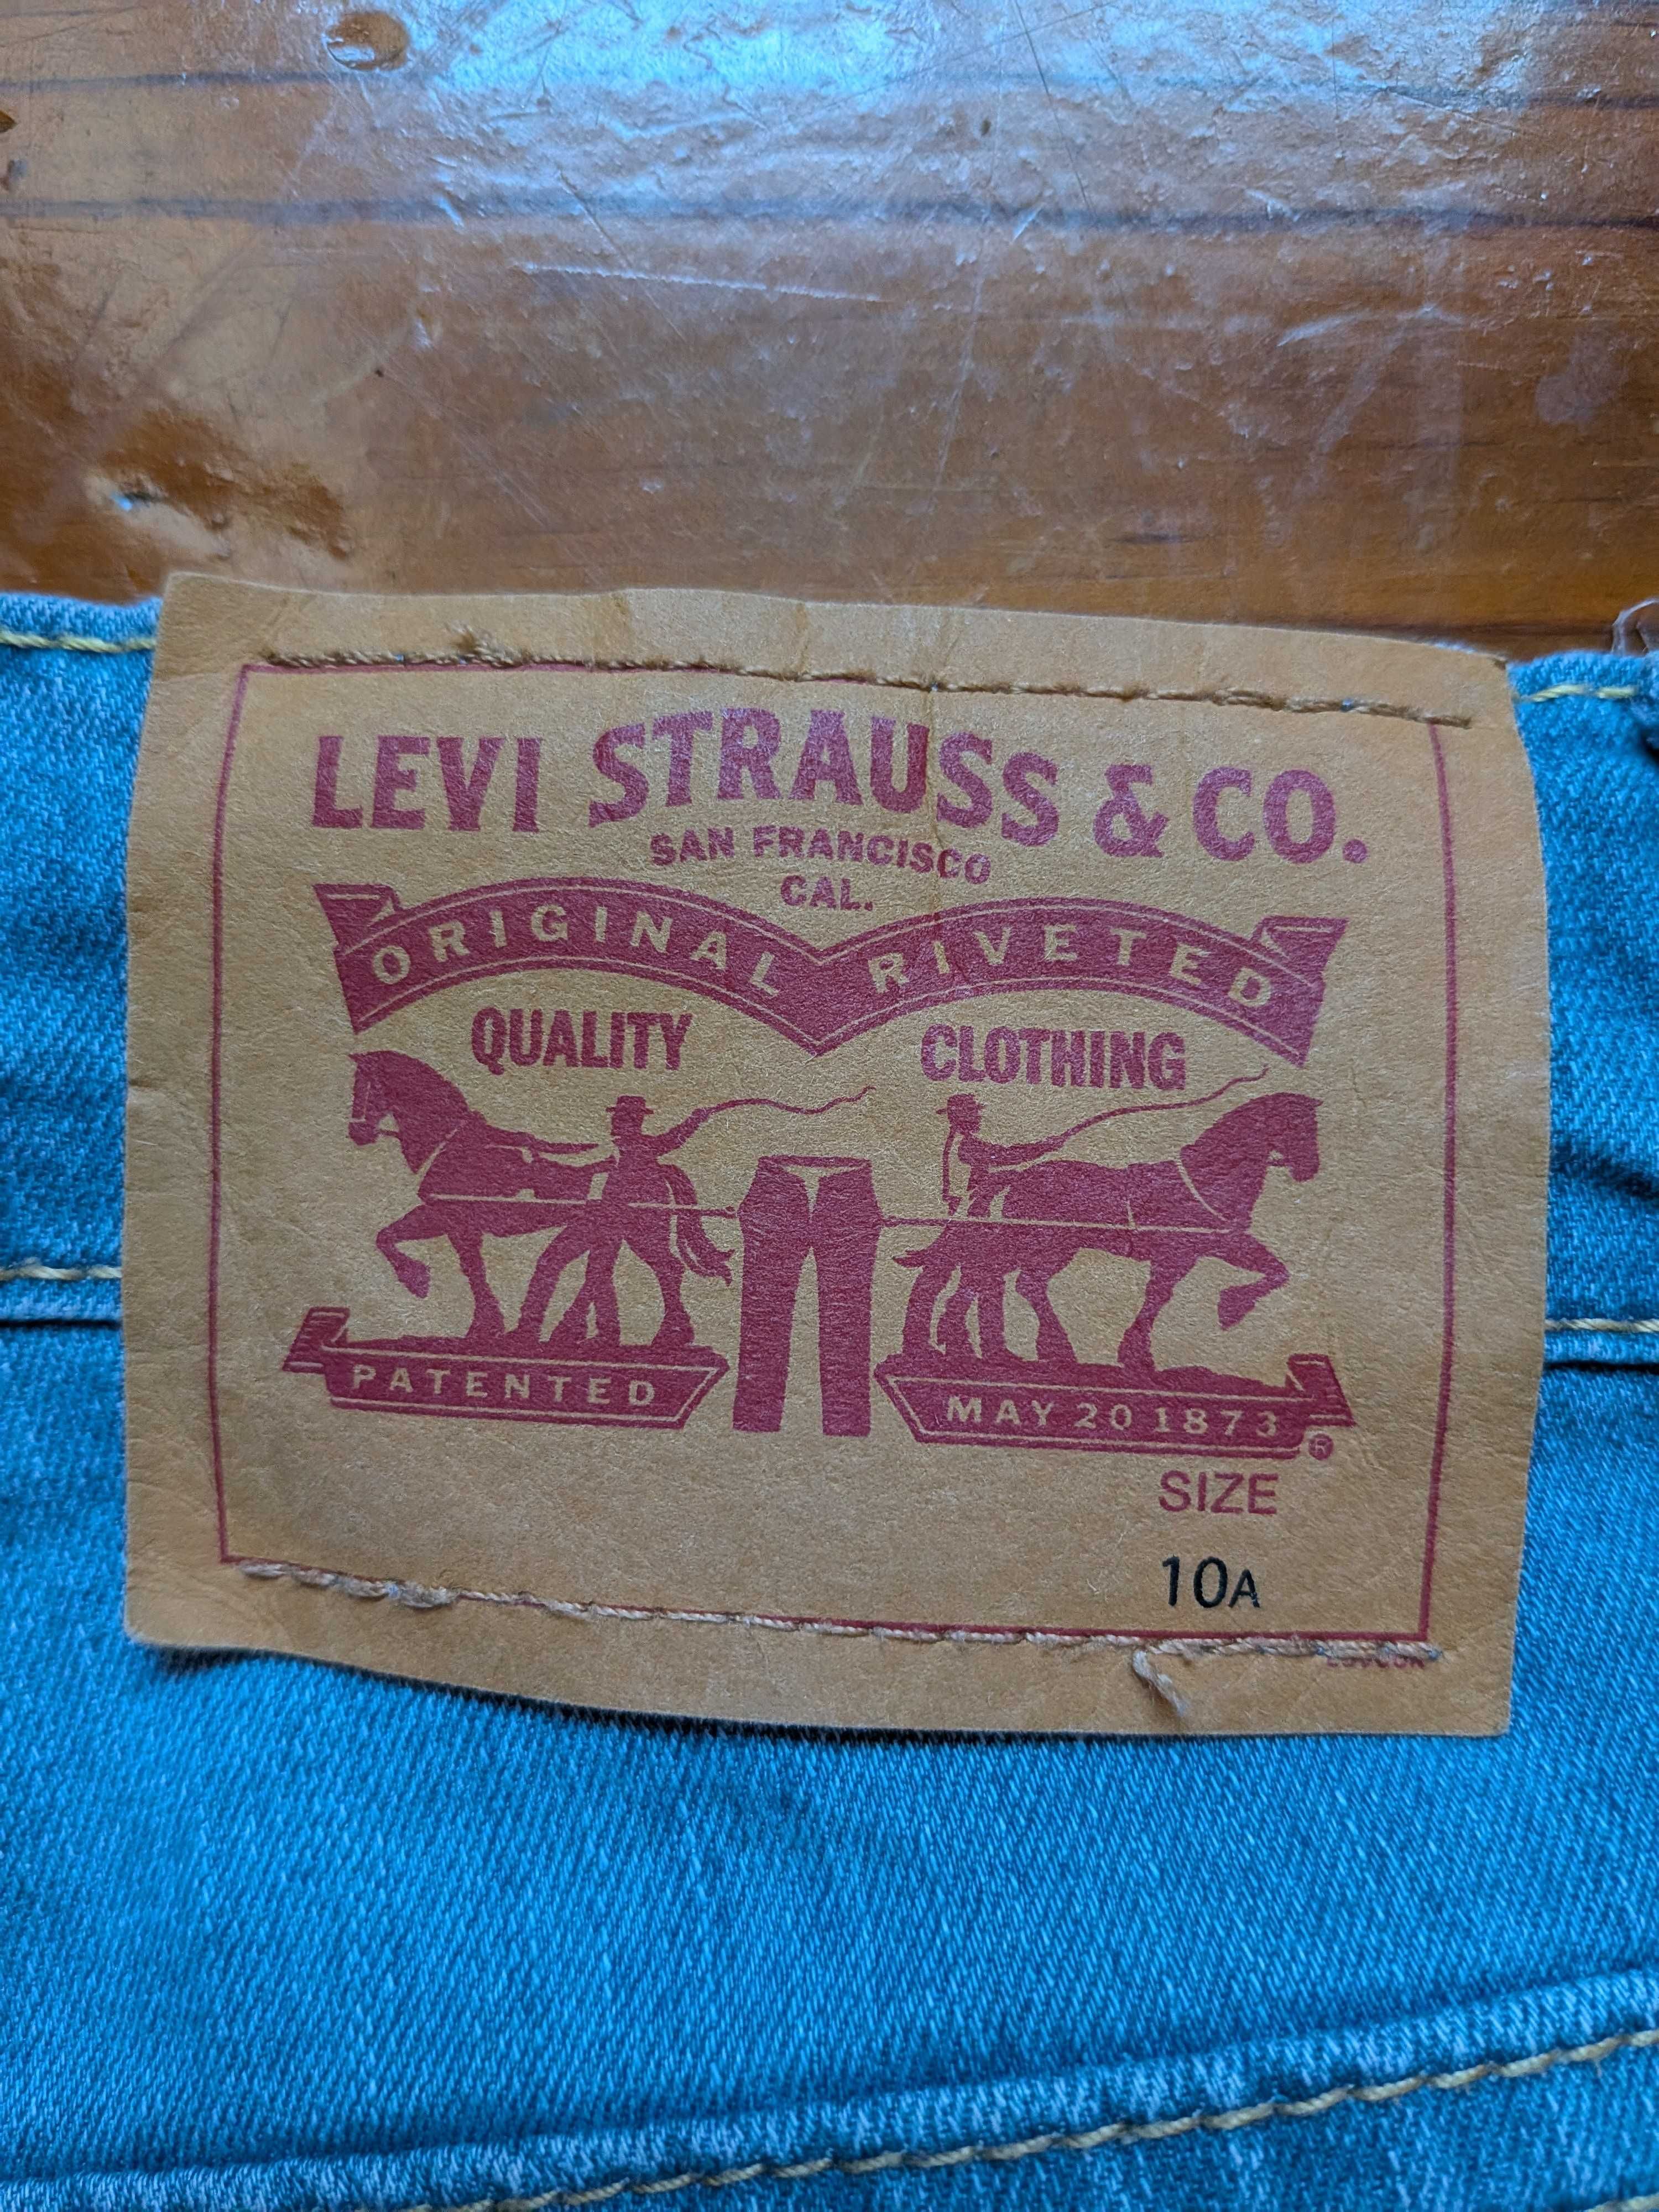 LEVI STRAUSS & CO.
SAN FRANCISCO
CAL.
ORIGINAL RIVETED
QUALITY CLOTHING
PATENTED MAY 20 1873 ®
SIZE
10A